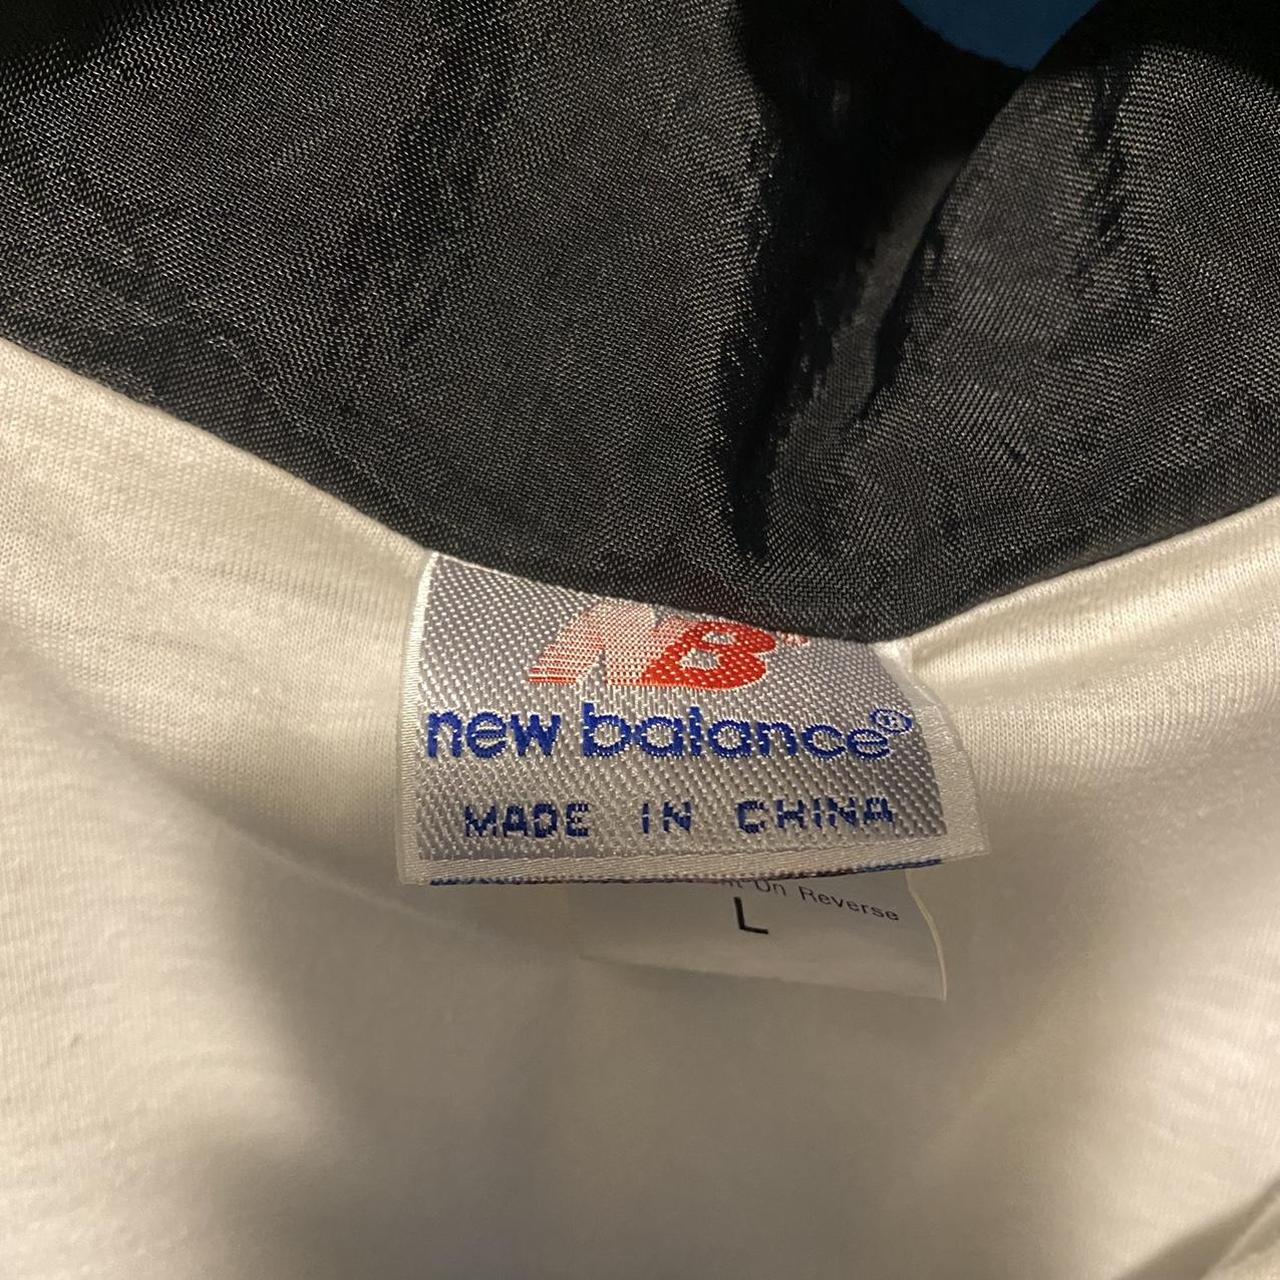 NB
new balance®
MADE IN CHINA
On Reverse
L